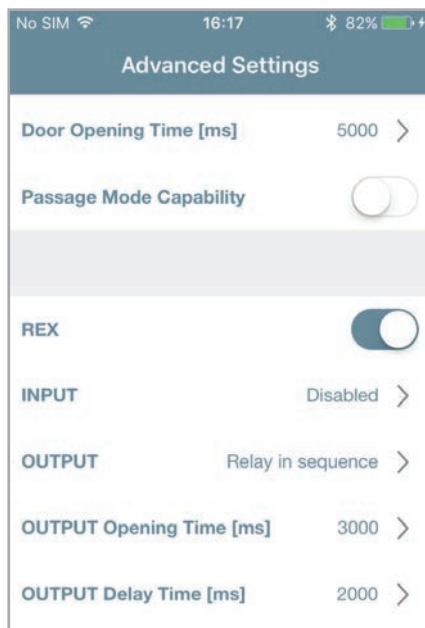 No SIM 16:17 82%
Advanced Settings
Door Opening Time [ms] 5000
Passage Mode Capability
REX
INPUT Disabled
OUTPUT Relay in sequence
OUTPUT Opening Time [ms] 3000
OUTPUT Delay Time [ms] 2000